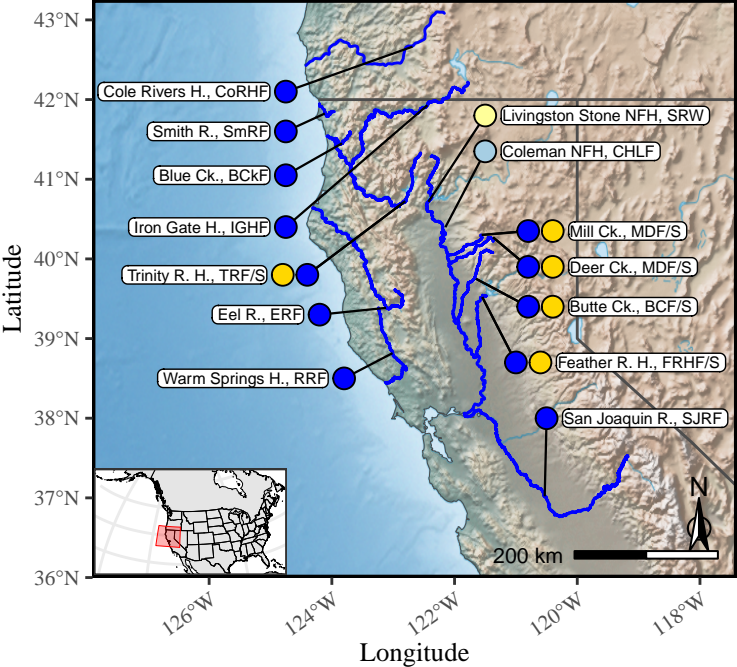 43°N
42°N
41°N
40°N
39°N
38°N
37°N
36°N
Latitude
Cole Rivers H., CoRHF
Smith R., SmRF
Blue Ck., BCkF
Iron Gate H., IGHF
Trinity R. H., TRF/S
Eel R., ERF
Warm Springs H., RRF
Livingston Stone NFH, SRW
Coleman NFH, CHLF
Mill Ck., MDF/S
Deer Ck., MDF/S
Butte Ck., BCF/S
Feather R. H., FRHF/S
San Joaquin R., SJRF
N
200 km
126°W
124°W
122°W
120°W
118°W
Longitude